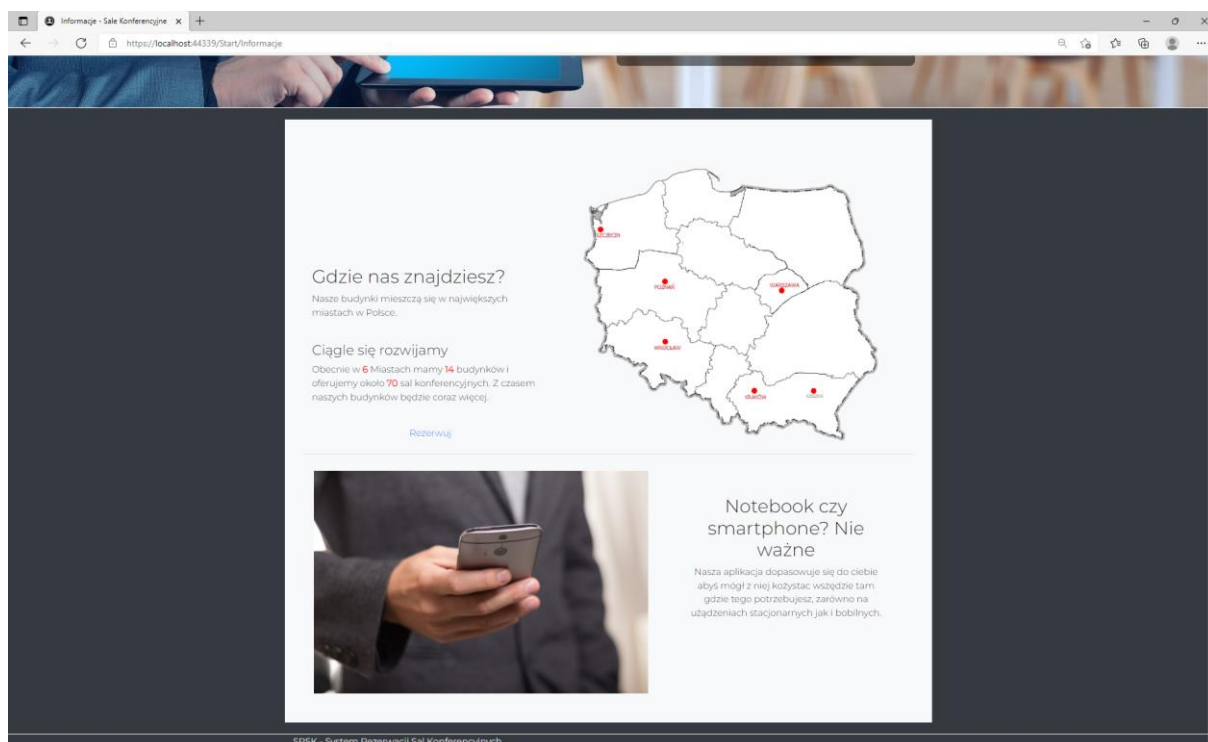 Informacje - Sale Konferencyjne
https://localhost:44339/Start/Informacje
SZCZECIN
POZNAŃ
WARSZAWA
Gdzie nas znajdziesz?
Nasze budynki mieszczą się w największych
miastach w Polsce.
WROCŁAW
Ciągle się rozwijamy
Obecnie w 6 Miastach mamy 14 budynków i
oferujemy około 70 sal konferencyjnych. Z czasem
naszych budynków będzie coraz więcej.
KRAKÓW
Rezerwuj
Notebook czy
smartphone? Nie
ważne
Nasza aplikacja dopasowuje się do ciebie
abyś mógł z niej kożystac wszędzie tam
gdzie tego potrzebujesz, zarówno na
użądzeniach stacjonarnych jak i bobilnych.
SRSK - System Rezerwacji Sal Konferencyjnych